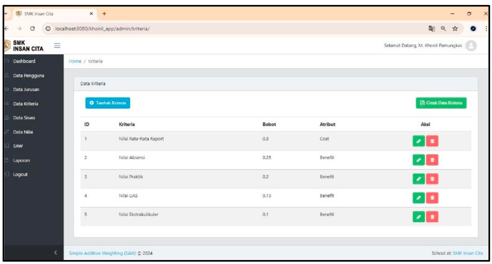 SMK Insan Cita
localhost:8080/kholid_app/admin/kriteria/
SMK
INSAN CITA
Selamat Datang, M. Kholid Pamungkas
Dashboard
Home / Kriteria
Data Pengguna
Data Jurusan
Data Kriteria
Data Siswa
Data Nilai
SAW
Laporan
Logout
Data Kriteria
Tambah Kriteria
Cetak Data Kriteria
ID Kriteria Bobot Atribut Aksi
1 Nilai Rata-Rata Raport 0.3 Cost
2 Nilai Absensi 0.25 Benefit
3 Nilai Praktik 0.2 Benefit
4 Nilai UAS 0.15 Benefit
5 Nilai Ekstrakulikuler 0.1 Benefit
Simple Additive Weighting (SAW) © 2024
School at: SMK Insan Cita